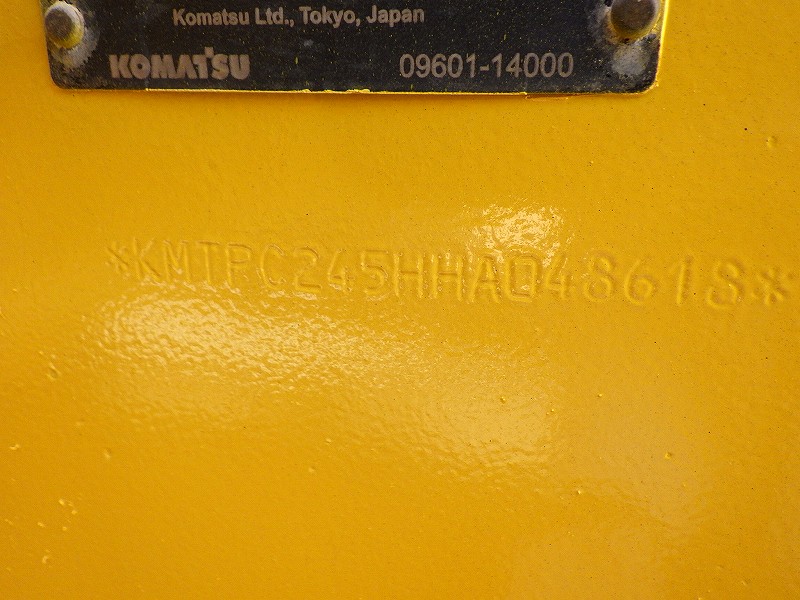 Komatsu Ltd., Tokyo, Japan
KOMATSU 09601-14000
*KMTPC245HHA048618*